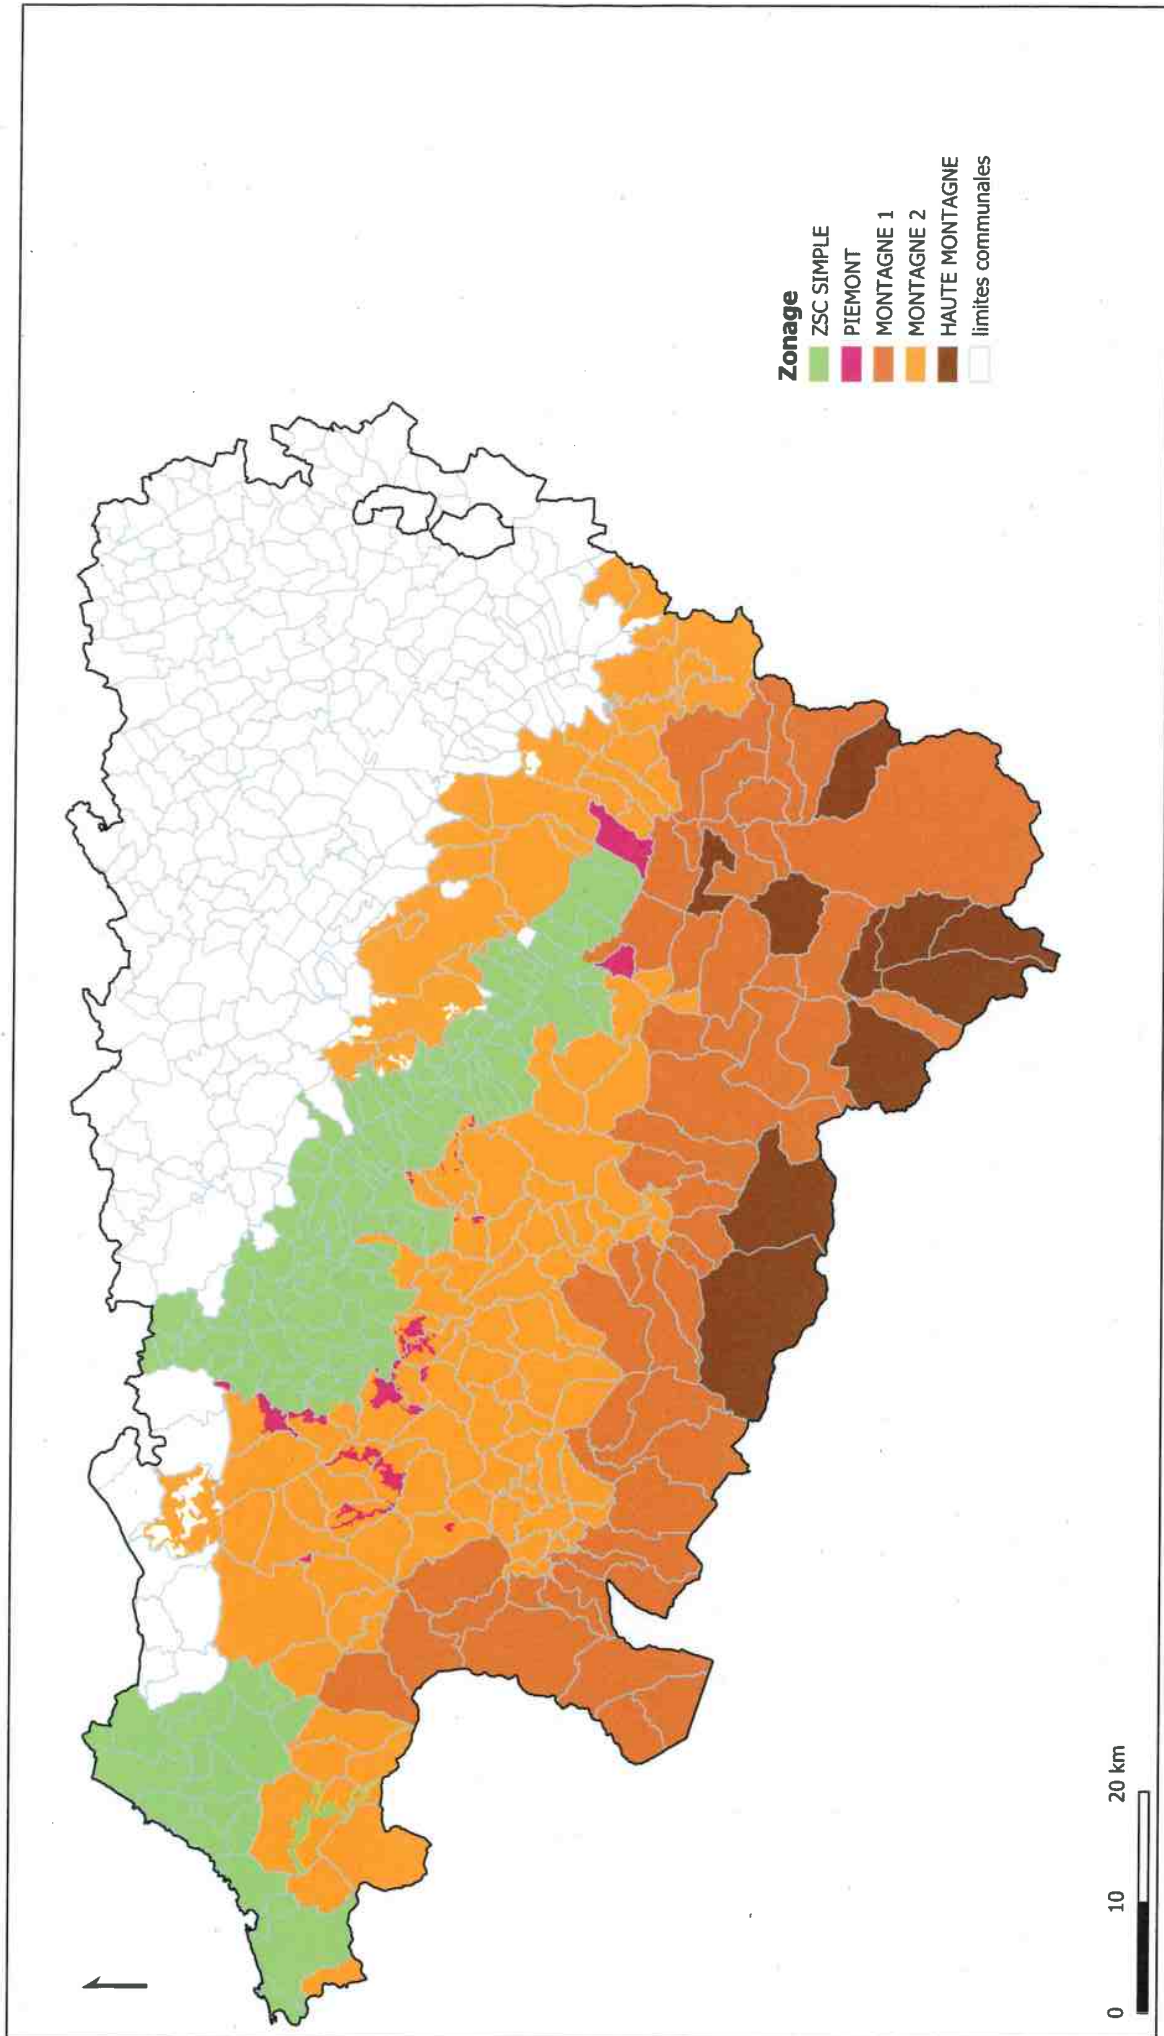 Zonage
ZSC SIMPLE
PIEMONT
MONTAGNE 1
MONTAGNE 2
HAUTE MONTAGNE
limites communales
0 10 20 km